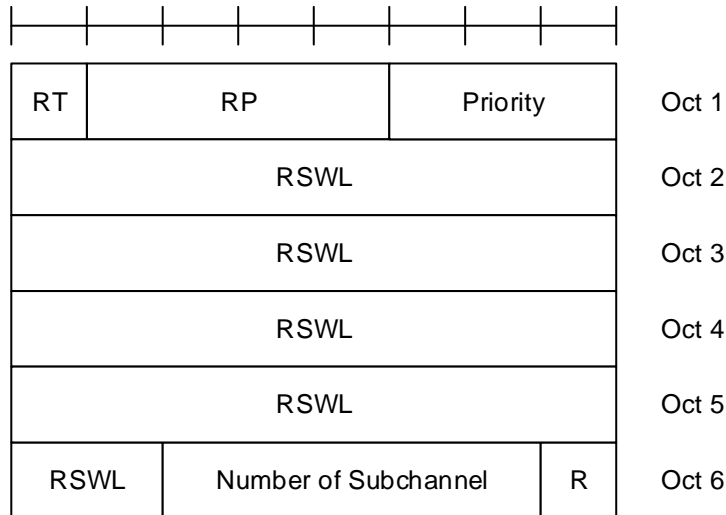 RT RP Priority Oct 1
RSWL Oct 2
RSWL Oct 3
RSWL Oct 4
RSWL Oct 5
RSWL Number of Subchannel R Oct 6